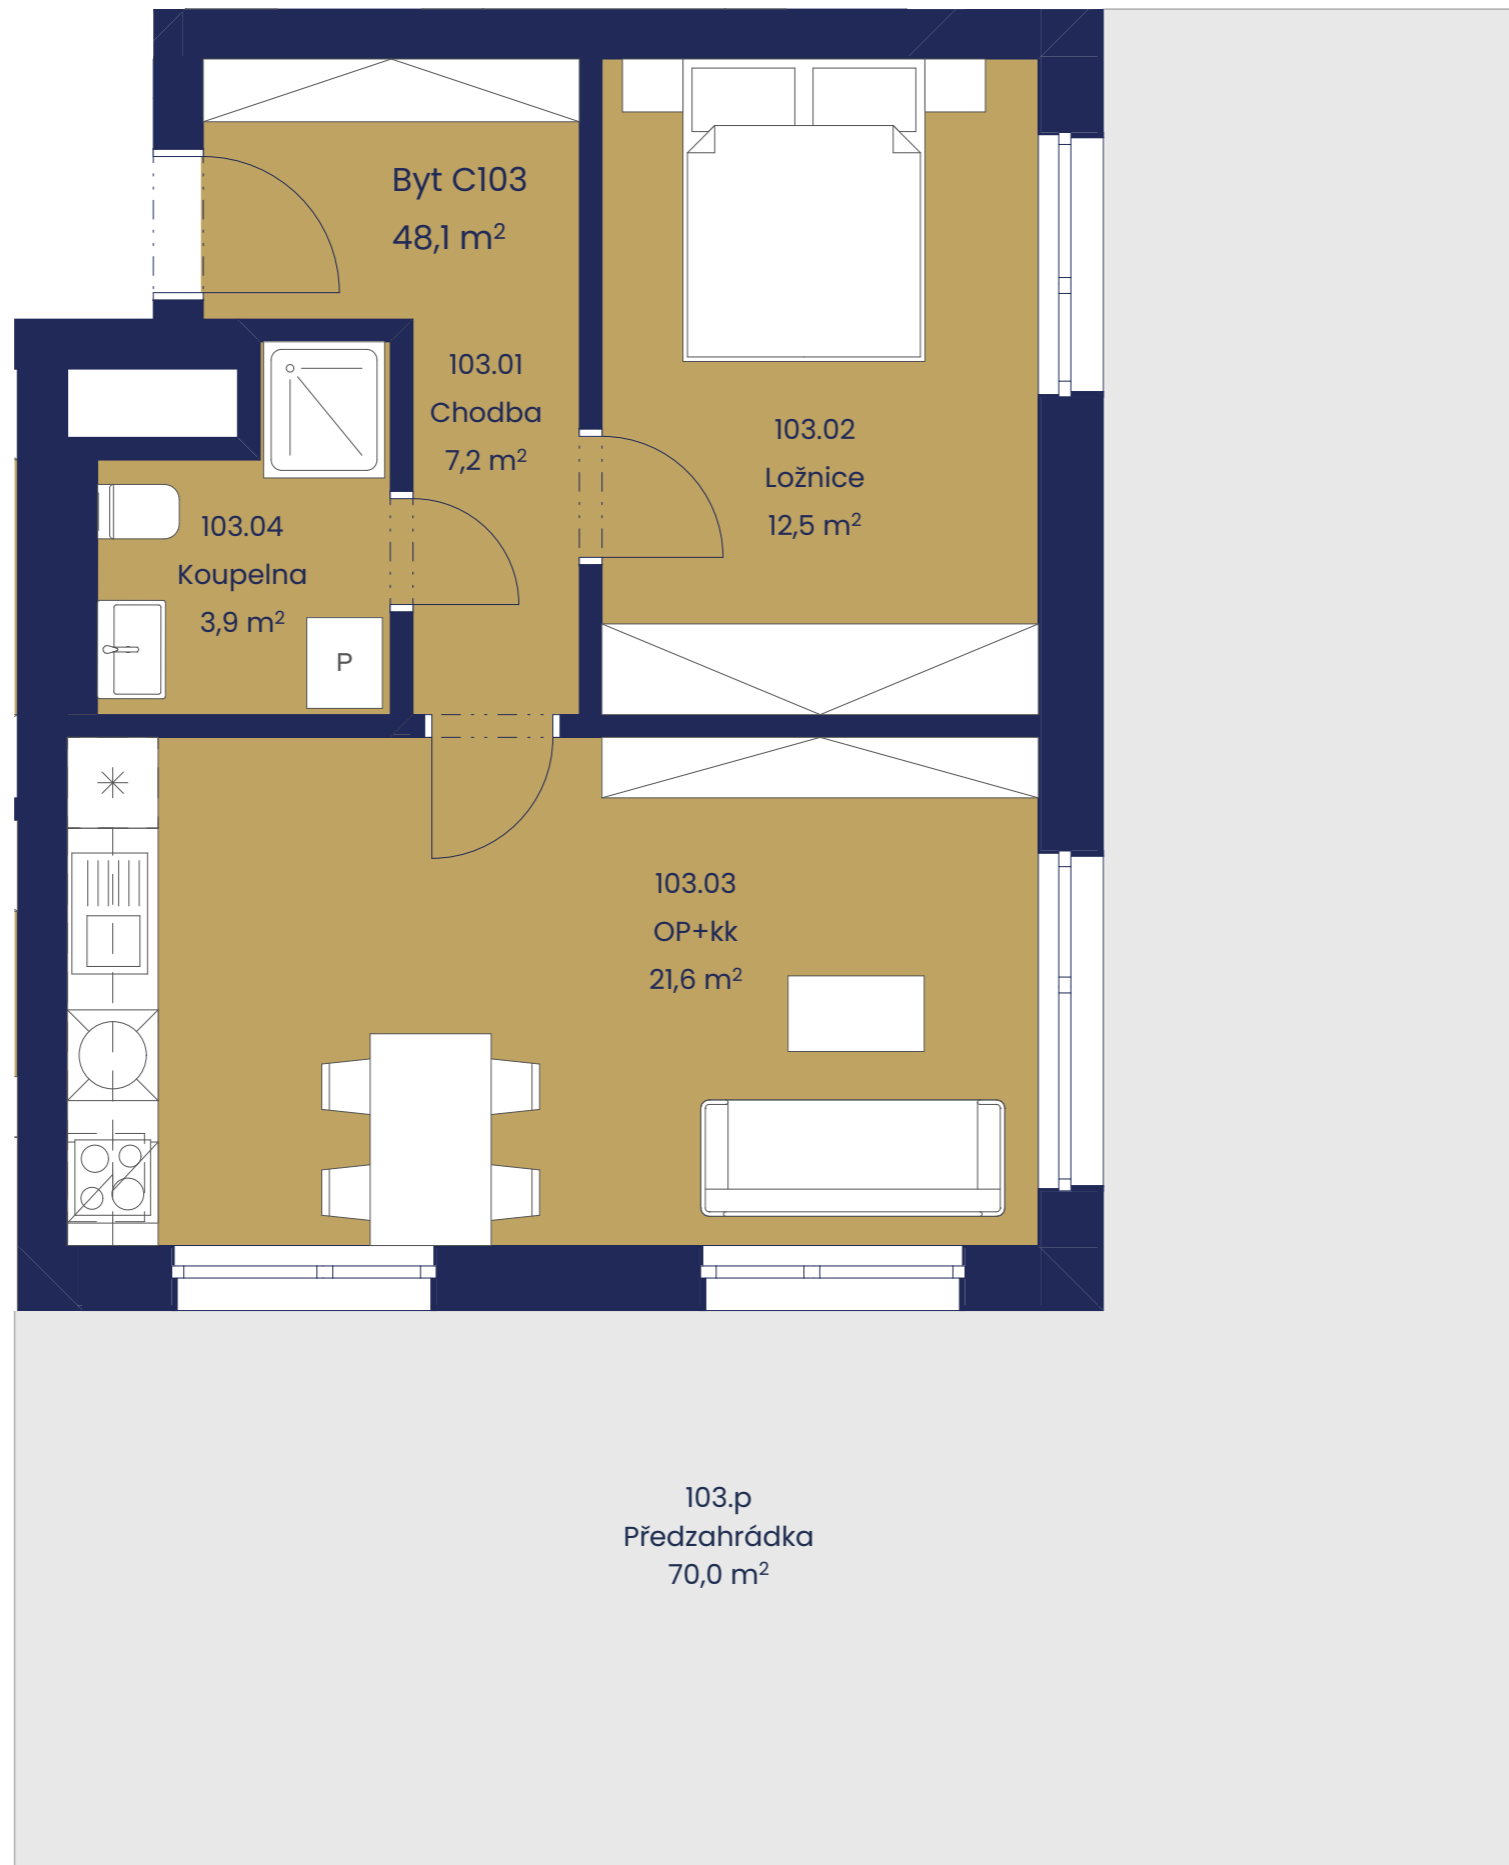 Byt C103
48,1 m²
103.01
Chodba
7,2 m²
103.02
Ložnice
12,5 m²
103.04
Koupelna
3,9 m²
P
103.03
OP+kk
21,6 m²
103.p
Předzahrádka
70,0 m²